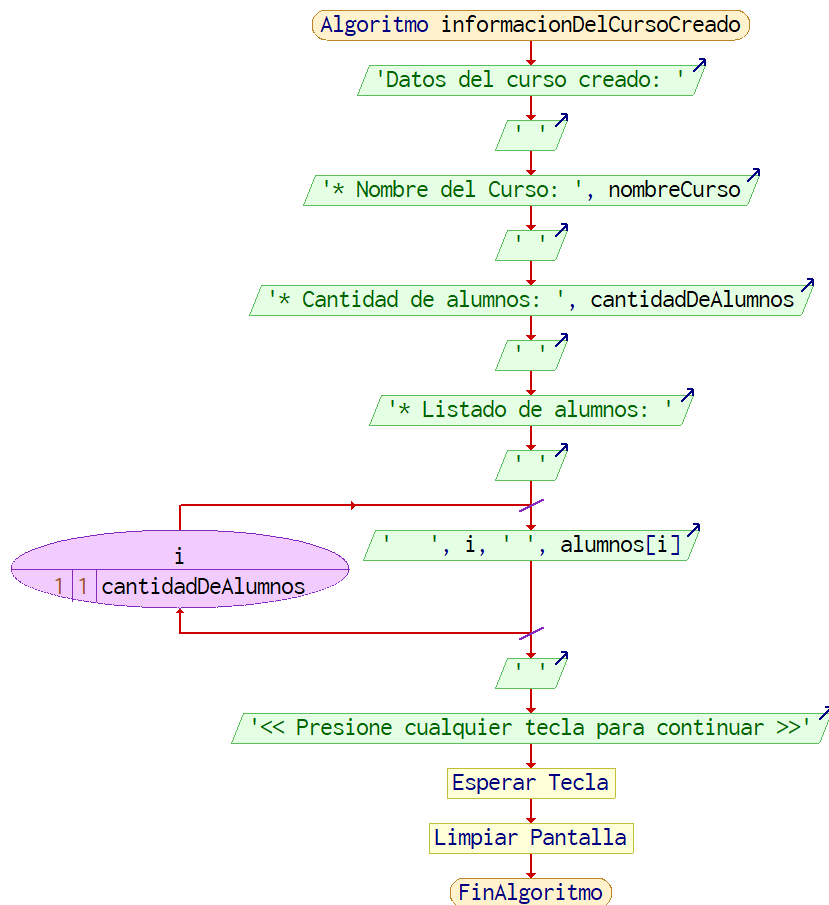 Algoritmo informacionDelCursoCreado
'Datos del curso creado: '
' '
'* Nombre del Curso: ', nombreCurso
' '
'* Cantidad de alumnos: ', cantidadDeAlumnos
' '
'* Listado de alumnos: '
' '
i
1 1 cantidadDeAlumnos
'   ', i, ' ', alumnos[i]
' '
'<< Presione cualquier tecla para continuar >>'
Esperar Tecla
Limpiar Pantalla
FinAlgoritmo